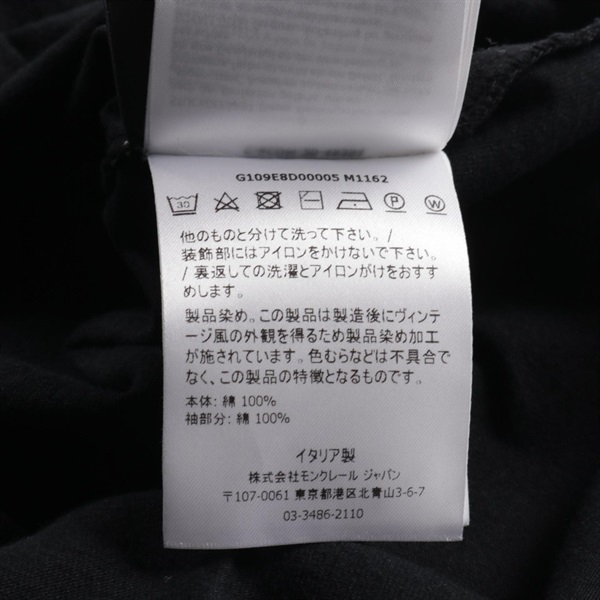 G109E8D00005 M1162
30 P W
他のものと分けて洗って下さい。/
装飾部にはアイロンをかけないで下さい。
/ 裏返しての洗濯とアイロンがけをおすす
めします。
製品染め。この製品は製造後にヴィンテ
ージ風の外観を得るため製品染め加工
が施されています。色むらなどは不具合で
なく、この製品の特徴となるものです。
本体: 綿 100%
袖部分: 綿 100%
イタリア製
株式会社モンクレール ジャパン
〒107-0061 東京都港区北青山3-6-7
03-3486-2110